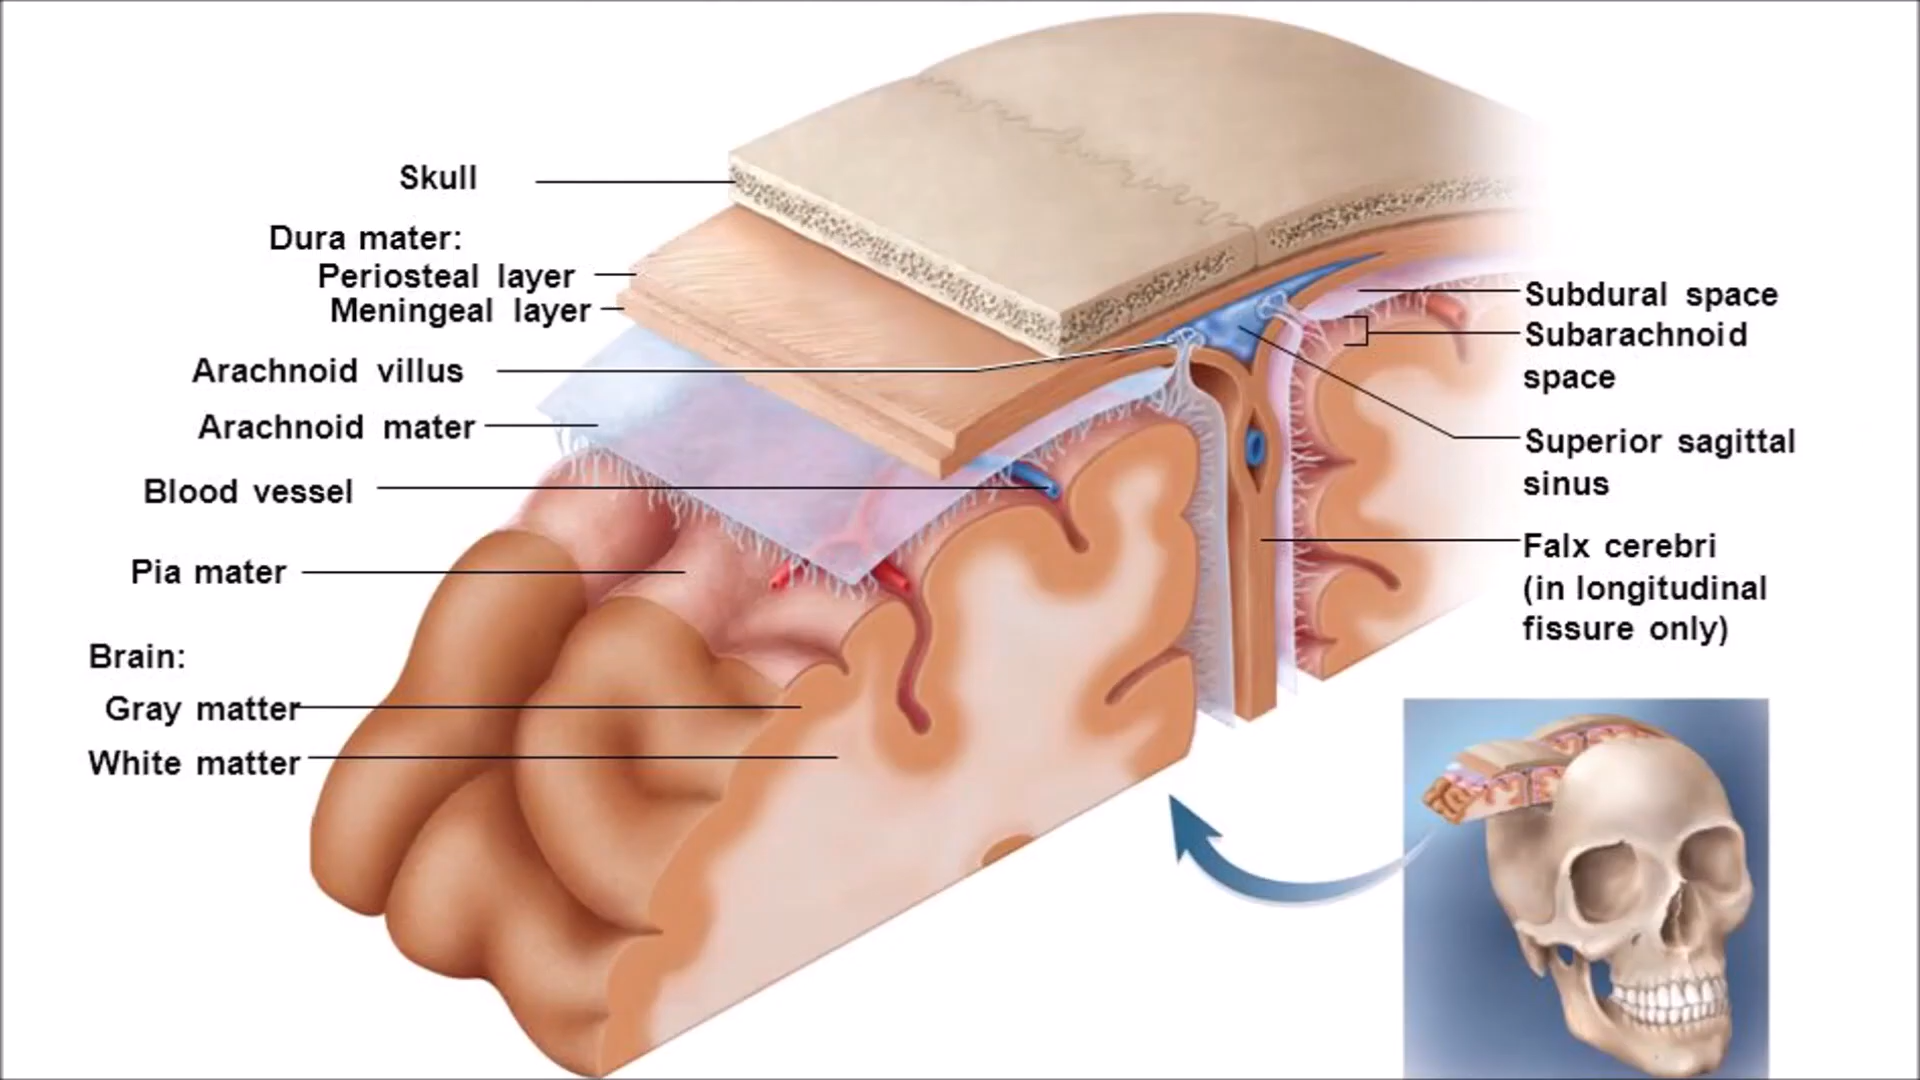 Skull
Dura mater:
Periosteal layer
Meningeal layer
Arachnoid villus
Arachnoid mater
Blood vessel
Pia mater
Brain:
Gray matter
White matter
Subdural space
Subarachnoid
space
Superior sagittal
sinus
Falx cerebri
(in longitudinal
fissure only)